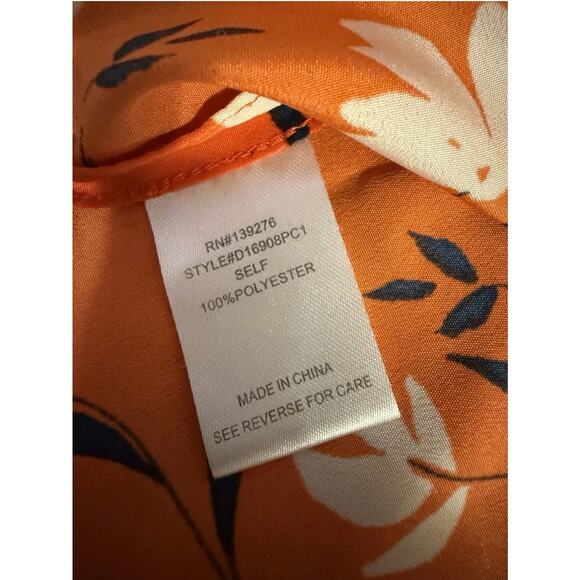 RN#139276
STYLE#D16908PC1
SELF
100%POLYESTER
MADE IN CHINA
SEE REVERSE FOR CARE